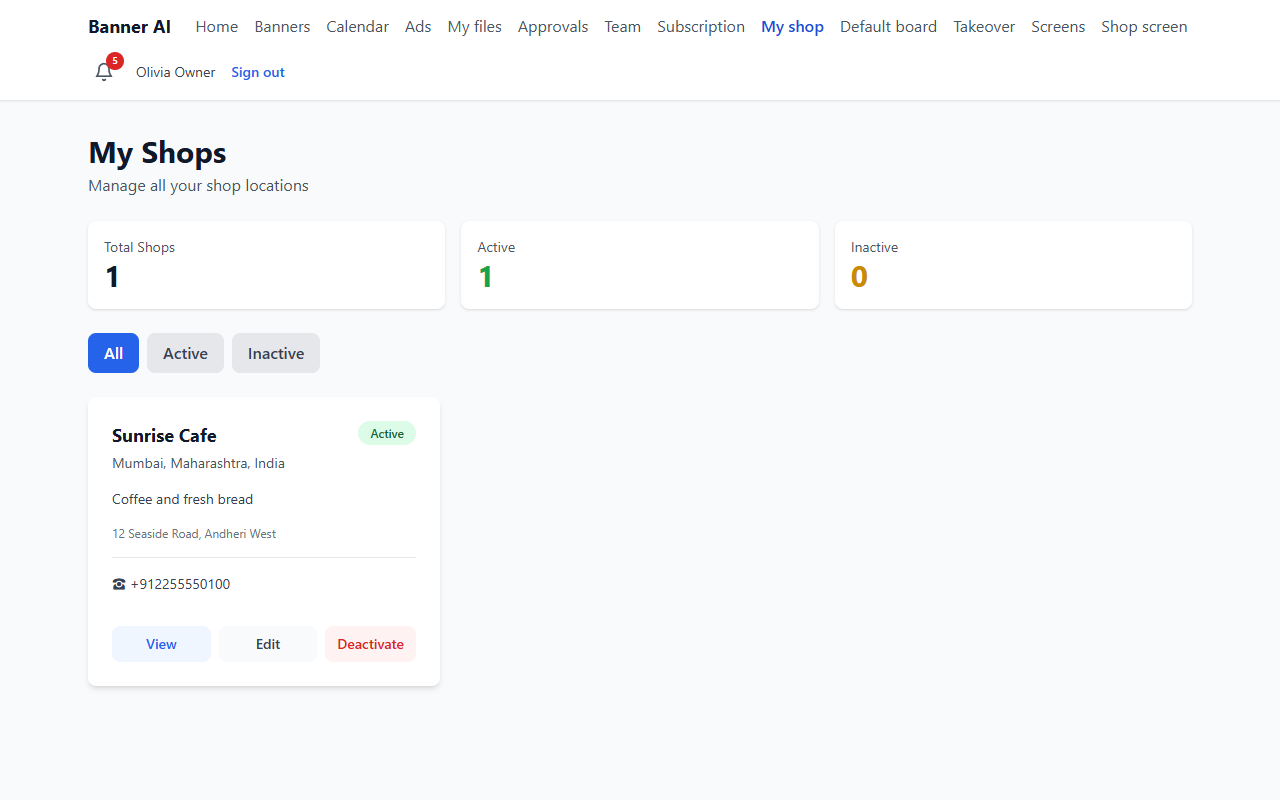 Banner AI Home Banners Calendar Ads My files Approvals Team Subscription My shop Default board Takeover Screens Shop screen
5 Olivia Owner Sign out
My Shops
Manage all your shop locations
Total Shops Active Inactive
1 1 0
All Active Inactive
Sunrise Cafe Active
Mumbai, Maharashtra, India
Coffee and fresh bread
12 Seaside Road, Andheri West
☎ +912255550100
View Edit Deactivate